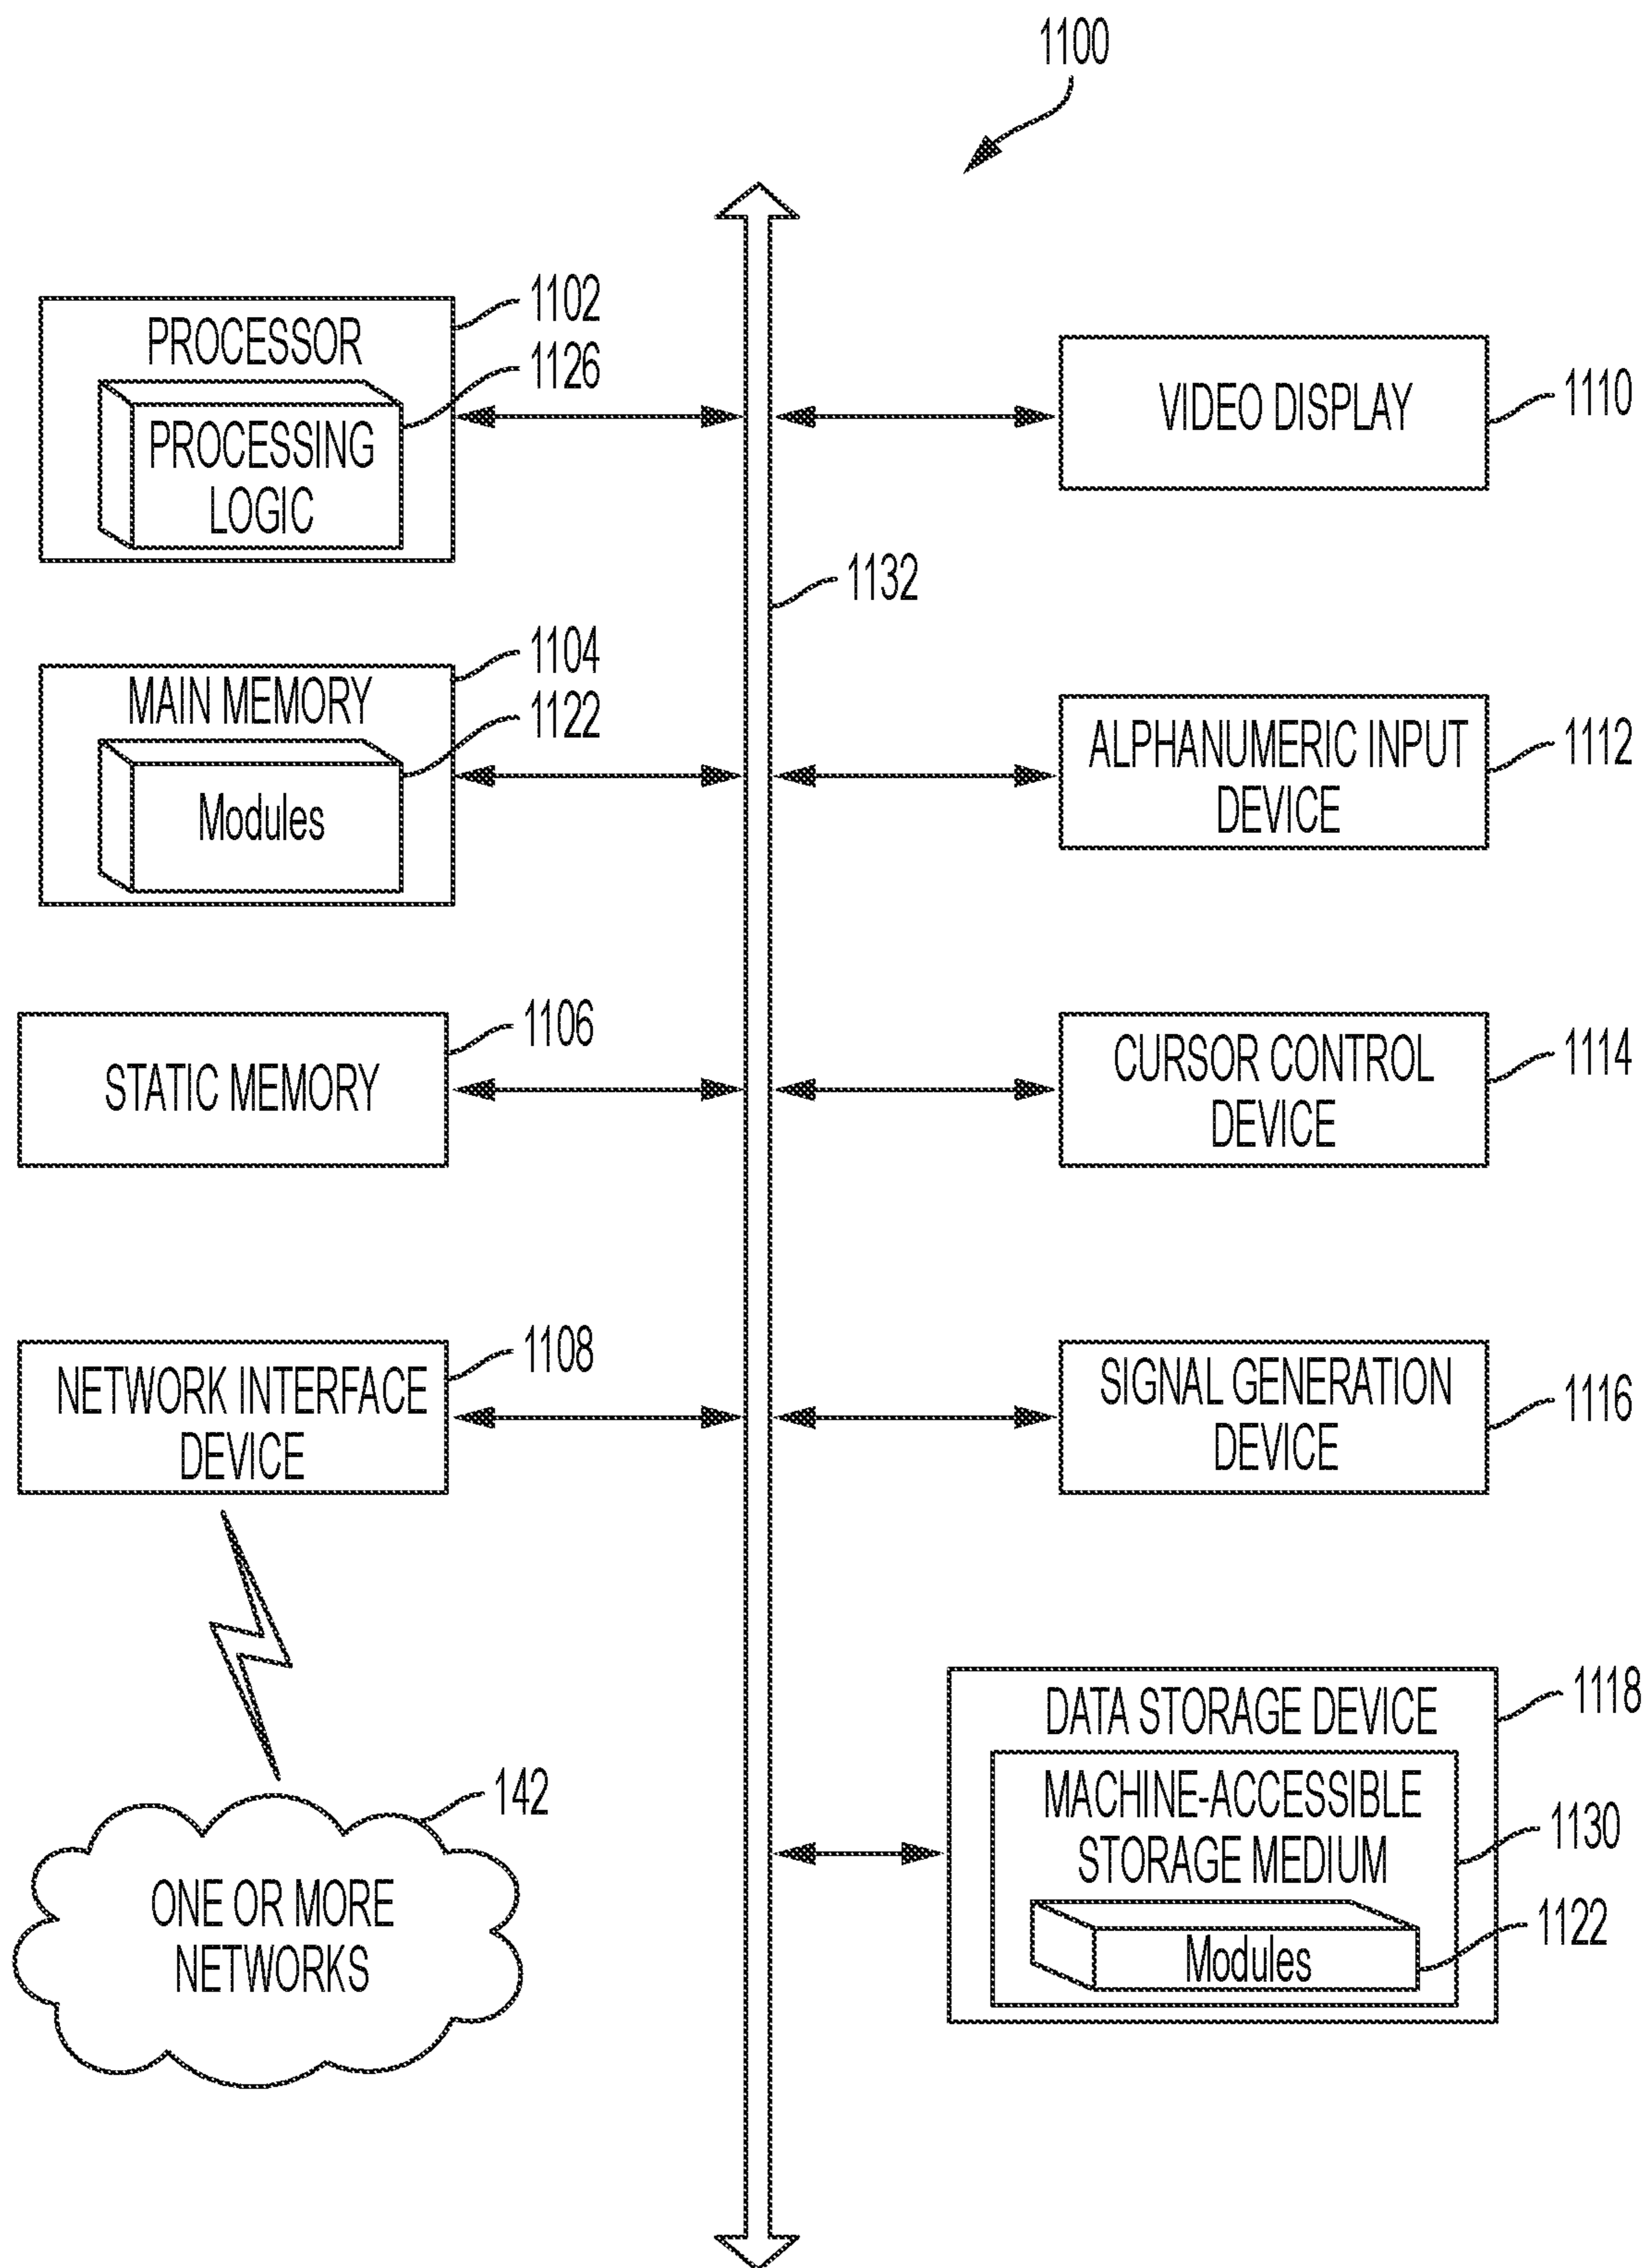 1100
PROCESSOR
1102
PROCESSING
LOGIC
1126
VIDEO DISPLAY
1110
1132
MAIN MEMORY
1104
Modules
1122
ALPHANUMERIC INPUT
DEVICE
1112
STATIC MEMORY
1106
CURSOR CONTROL
DEVICE
1114
NETWORK INTERFACE
DEVICE
1108
SIGNAL GENERATION
DEVICE
1116
DATA STORAGE DEVICE
1118
MACHINE-ACCESSIBLE
STORAGE MEDIUM
1130
Modules
1122
142
ONE OR MORE
NETWORKS